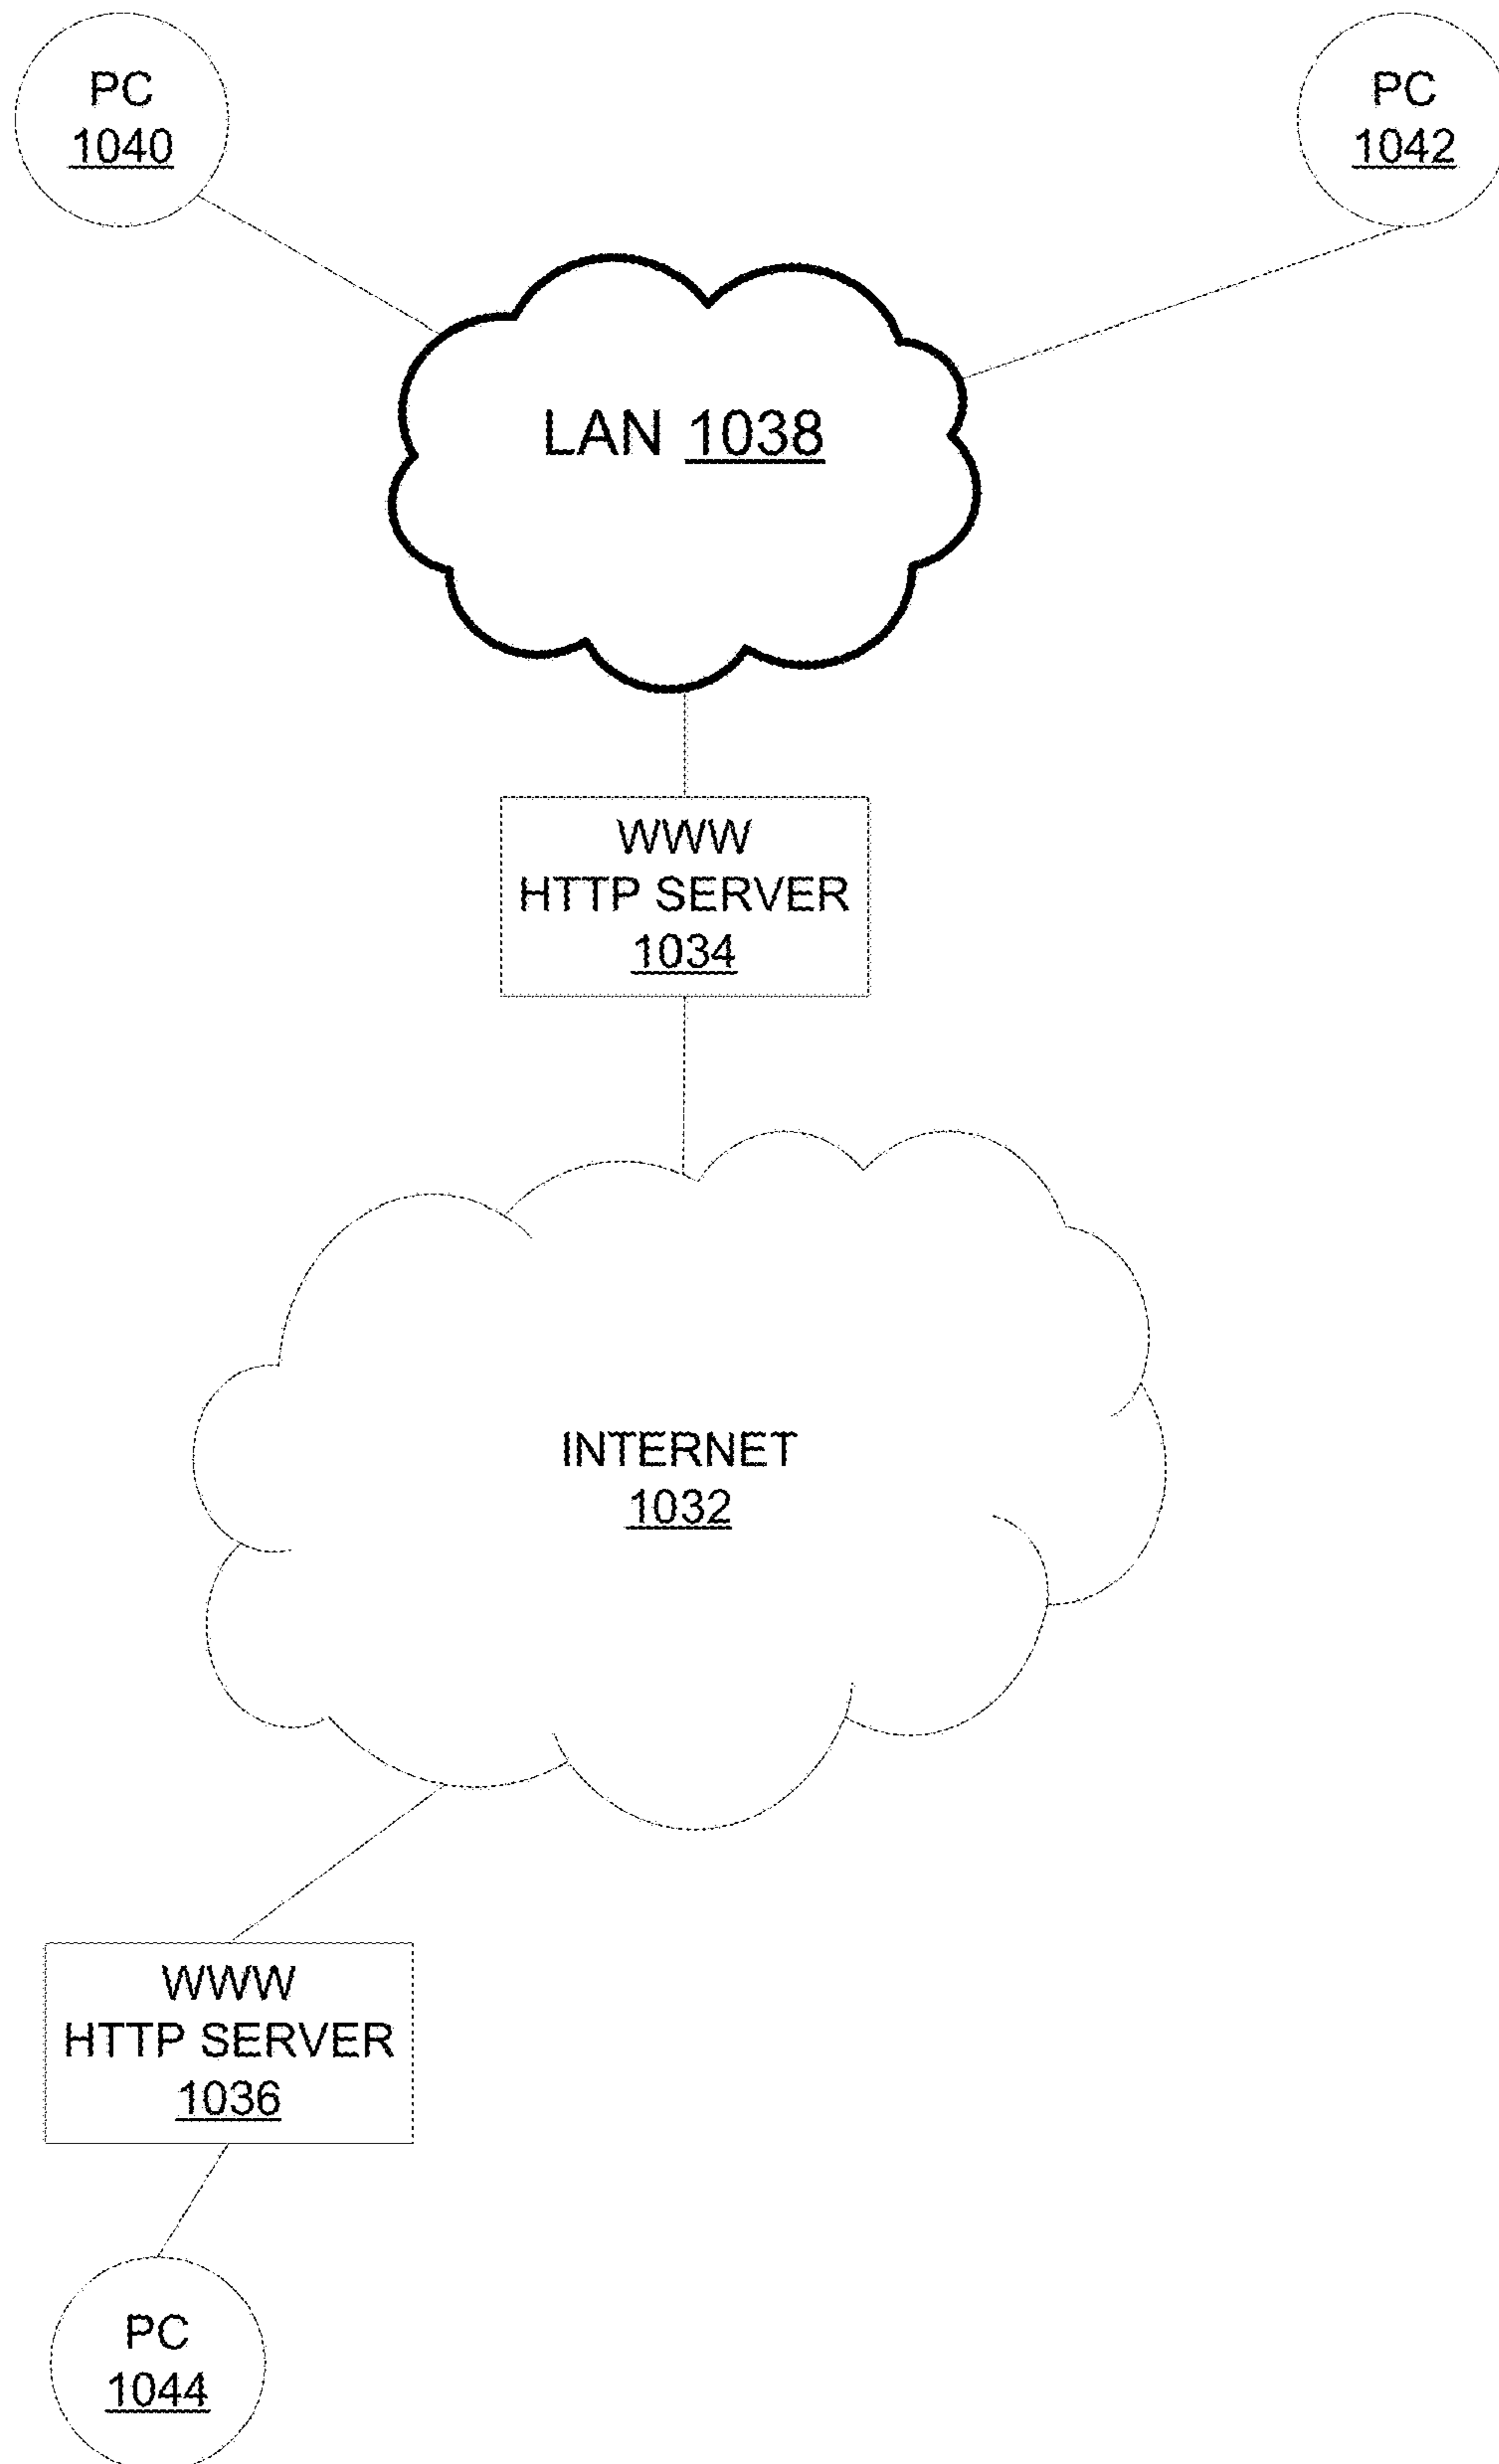 PC
1040
PC
1042
LAN 1038
WWW
HTTP SERVER
1034
INTERNET
1032
WWW
HTTP SERVER
1036
PC
1044